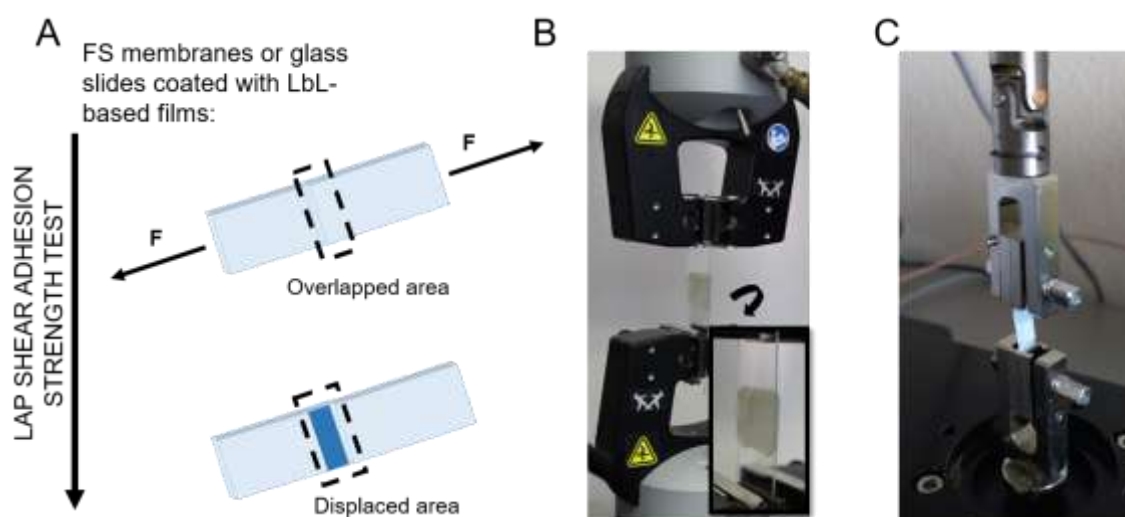 A
FS membranes or glass
slides coated with LbL-
based films:
LAP SHEAR ADHESION
STRENGTH TEST
F
F
Overlapped area
Displaced area
B
C